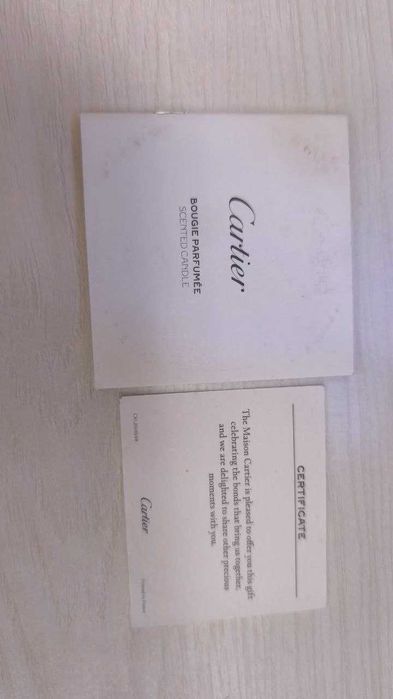 Cartier
BOUGIE PARFUMÉE
SCENTED CANDLE
CERTIFICATE
The Maison Cartier is pleased to offer you this gift
celebrating the bonds that bring us together,
and we are delighted to share other precious
moments with you.
Cartier